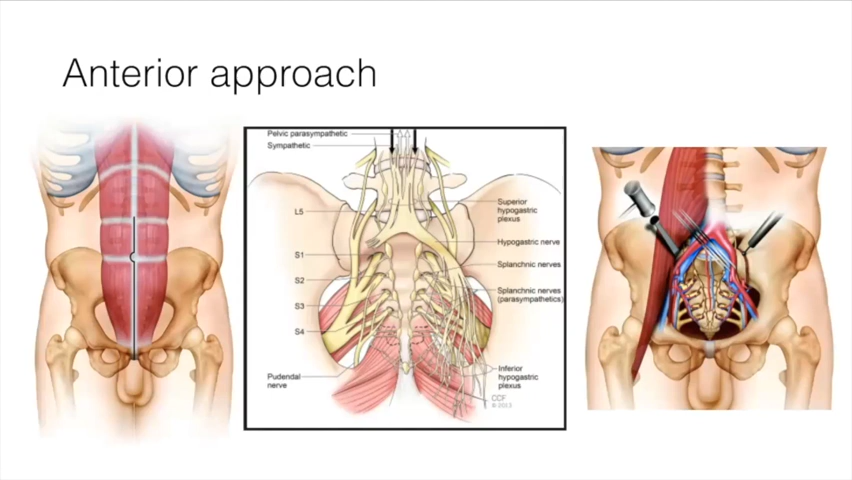 Anterior approach
Pelvic parasympathetic
Sympathetic
L5
S1
S2
S3
S4
Pudendal
nerve
Superior
hypogastric
plexus
Hypogastric nerve
Splanchnic nerves
Splanchnic nerves
(parasympathetics)
Inferior
hypogastric
plexus
CCF
© 2013